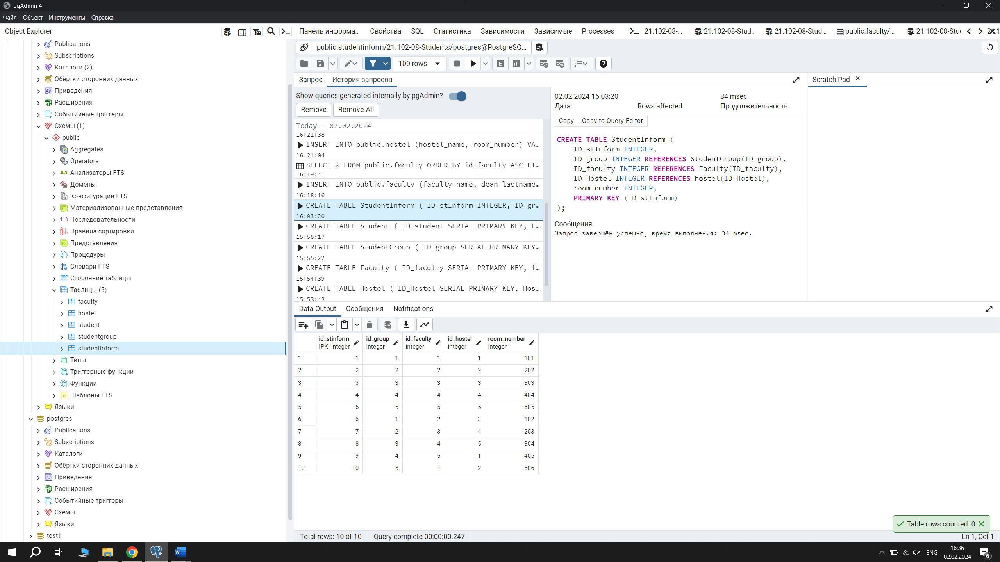 pgAdmin 4
Файл Объект Инструменты Справка
Object Explorer
Панель информа... Свойства SQL Статистика Зависимости Зависимые Processes 21.102-08-... 21.102-08-Stud... 21.102-08-Stud... public.faculty/...
public.studentinform/21.102-08-Students/postgres@PostgreSQ...
100 rows
Запрос История запросов
Scratch Pad
Show queries generated internally by pgAdmin?
Remove Remove All
Today - 02.02.2024
16:21:38
INSERT INTO public.hostel (hostel_name, room_number) VA...
16:21:04
SELECT * FROM public.faculty ORDER BY id_faculty ASC LI...
16:19:41
INSERT INTO public.faculty (faculty_name, dean_lastname...
16:18:16
CREATE TABLE StudentInform ( ID_stInform INTEGER, ID_gr...
16:03:20
CREATE TABLE Student ( ID_student SERIAL PRIMARY KEY, F...
15:58:17
CREATE TABLE StudentGroup ( ID_group SERIAL PRIMARY KEY...
15:55:22
CREATE TABLE Faculty ( ID_faculty SERIAL PRIMARY KEY, f...
15:54:39
CREATE TABLE Hostel ( ID_Hostel SERIAL PRIMARY KEY, Hos...
15:53:43
02.02.2024 16:03:20 34 msec
Дата Rows affected Продолжительность
Copy Copy to Query Editor
CREATE TABLE StudentInform (
ID_stInform INTEGER,
ID_group INTEGER REFERENCES StudentGroup(ID_group),
ID_faculty INTEGER REFERENCES Faculty(ID_faculty),
ID_Hostel INTEGER REFERENCES hostel(ID_Hostel),
room_number INTEGER,
PRIMARY KEY (ID_stInform)
);
Сообщения
Запрос завершён успешно, время выполнения: 34 msec.
Publications
Subscriptions
Каталоги (2)
Обёртки сторонних данных
Приведения
Расширения
Событийные триггеры
Схемы (1)
public
Aggregates
Operators
Анализаторы FTS
Домены
Конфигурации FTS
Материализованные представления
Последовательности
Правила сортировки
Представления
Процедуры
Словари FTS
Сторонние таблицы
Таблицы (5)
faculty
hostel
student
studentgroup
studentinform
Типы
Триггерные функции
Функции
Шаблоны FTS
Языки
postgres
Publications
Subscriptions
Каталоги
Обёртки сторонних данных
Приведения
Расширения
Событийные триггеры
Схемы
Языки
test1
Data Output Сообщения Notifications
id_stinform id_group id_faculty id_hostel room_number
[PK] integer integer integer integer integer
1 1 1 1 1 101
2 2 2 2 2 202
3 3 3 3 3 303
4 4 4 4 4 404
5 5 5 5 5 505
6 6 1 2 3 102
7 7 2 3 4 203
8 8 3 4 5 304
9 9 4 5 1 405
10 10 5 1 2 506
Table rows counted: 0
Total rows: 10 of 10 Query complete 00:00:00.247 Ln 1, Col 1
ENG 16:36
02.02.2024
6